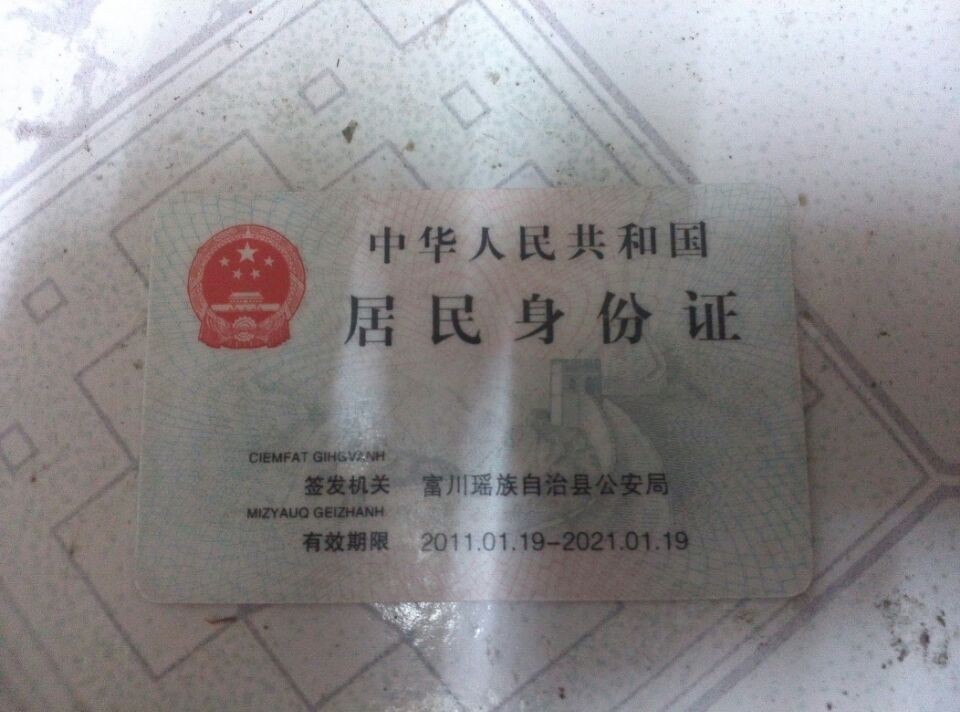 中华人民共和国
居民身份证
CIEMFAT GIHGVANH
签发机关 富川瑶族自治县公安局
MIZYAUQ GEIZHANH
有效期限 2011.01.19-2021.01.19